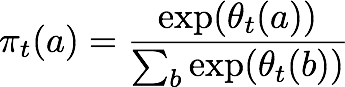 π_t(a) = exp(θ_t(a)) / ∑_b exp(θ_t(b))